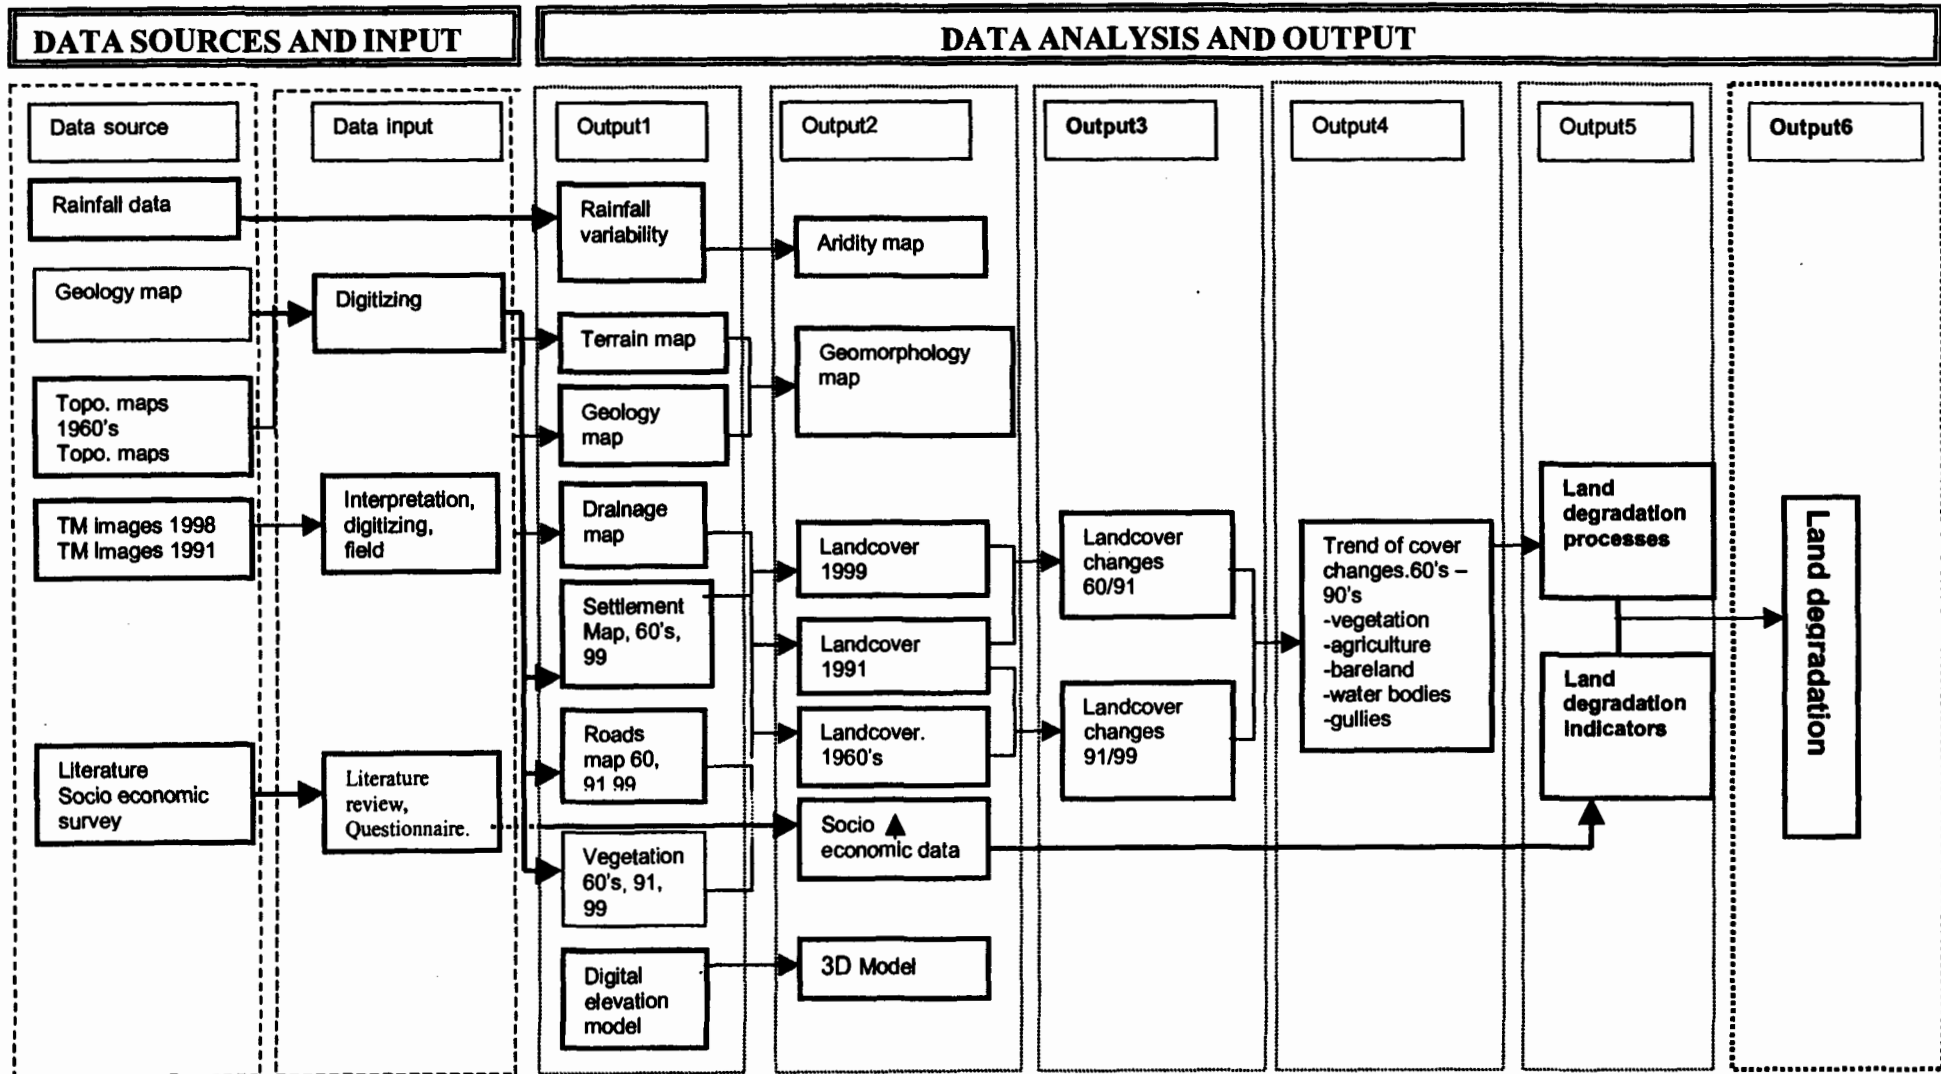 DATA SOURCES AND INPUT
DATA ANALYSIS AND OUTPUT
Data source
Rainfall data
Geology map
Topo. maps
1960's
Topo. maps
TM images 1998
TM Images 1991
Literature
Socio economic
survey
Data input
Digitizing
Interpretation,
digitizing,
field
Literature
review,
Questionnaire.
Output1
Rainfall
variability
Terrain map
Geology
map
Drainage
map
Settlement
Map, 60's,
99
Roads
map 60,
91 99
Vegetation
60's, 91,
99
Digital
elevation
model
Output2
Aridity map
Geomorphology
map
Landcover
1999
Landcover
1991
Landcover.
1960's
Socio
economic data
3D Model
Output3
Landcover
changes
60/91
Landcover
changes
91/99
Output4
Trend of cover
changes.60's –
90's
-vegetation
-agriculture
-bareland
-water bodies
-gullies
Output5
Land
degradation
processes
Land
degradation
indicators
Output6
Land degradation